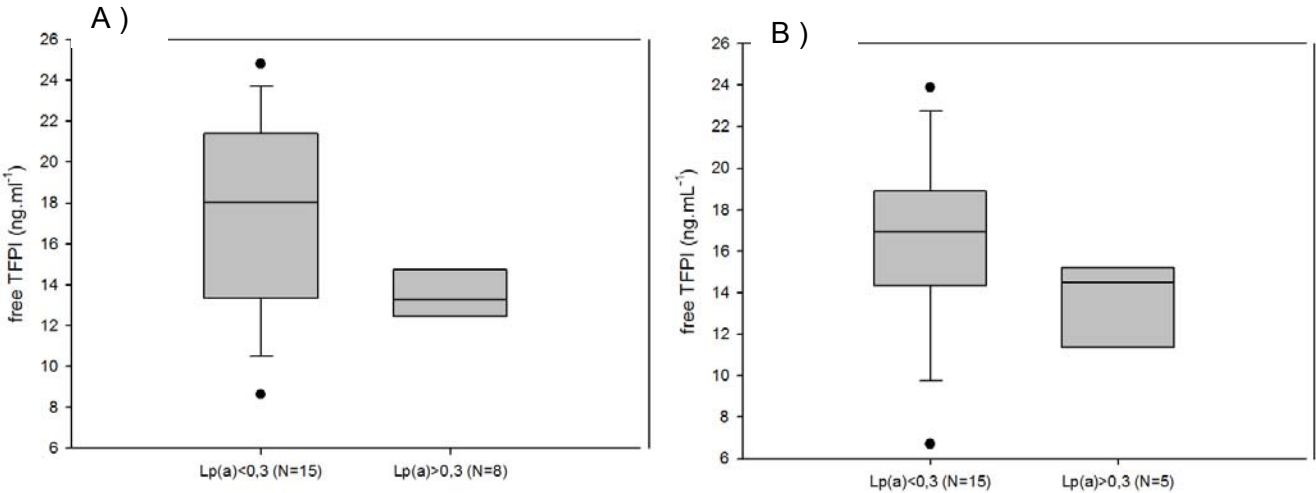 A )
26
24
22
20
18
16
14
12
10
8
6
free TFPI (ng.ml⁻¹)
Lp(a)<0,3 (N=15)
Lp(a)>0,3 (N=8)
B )
26
24
22
20
18
16
14
12
10
8
6
free TFPI (ng.mL⁻¹)
Lp(a)<0,3 (N=15)
Lp(a)>0,3 (N=5)